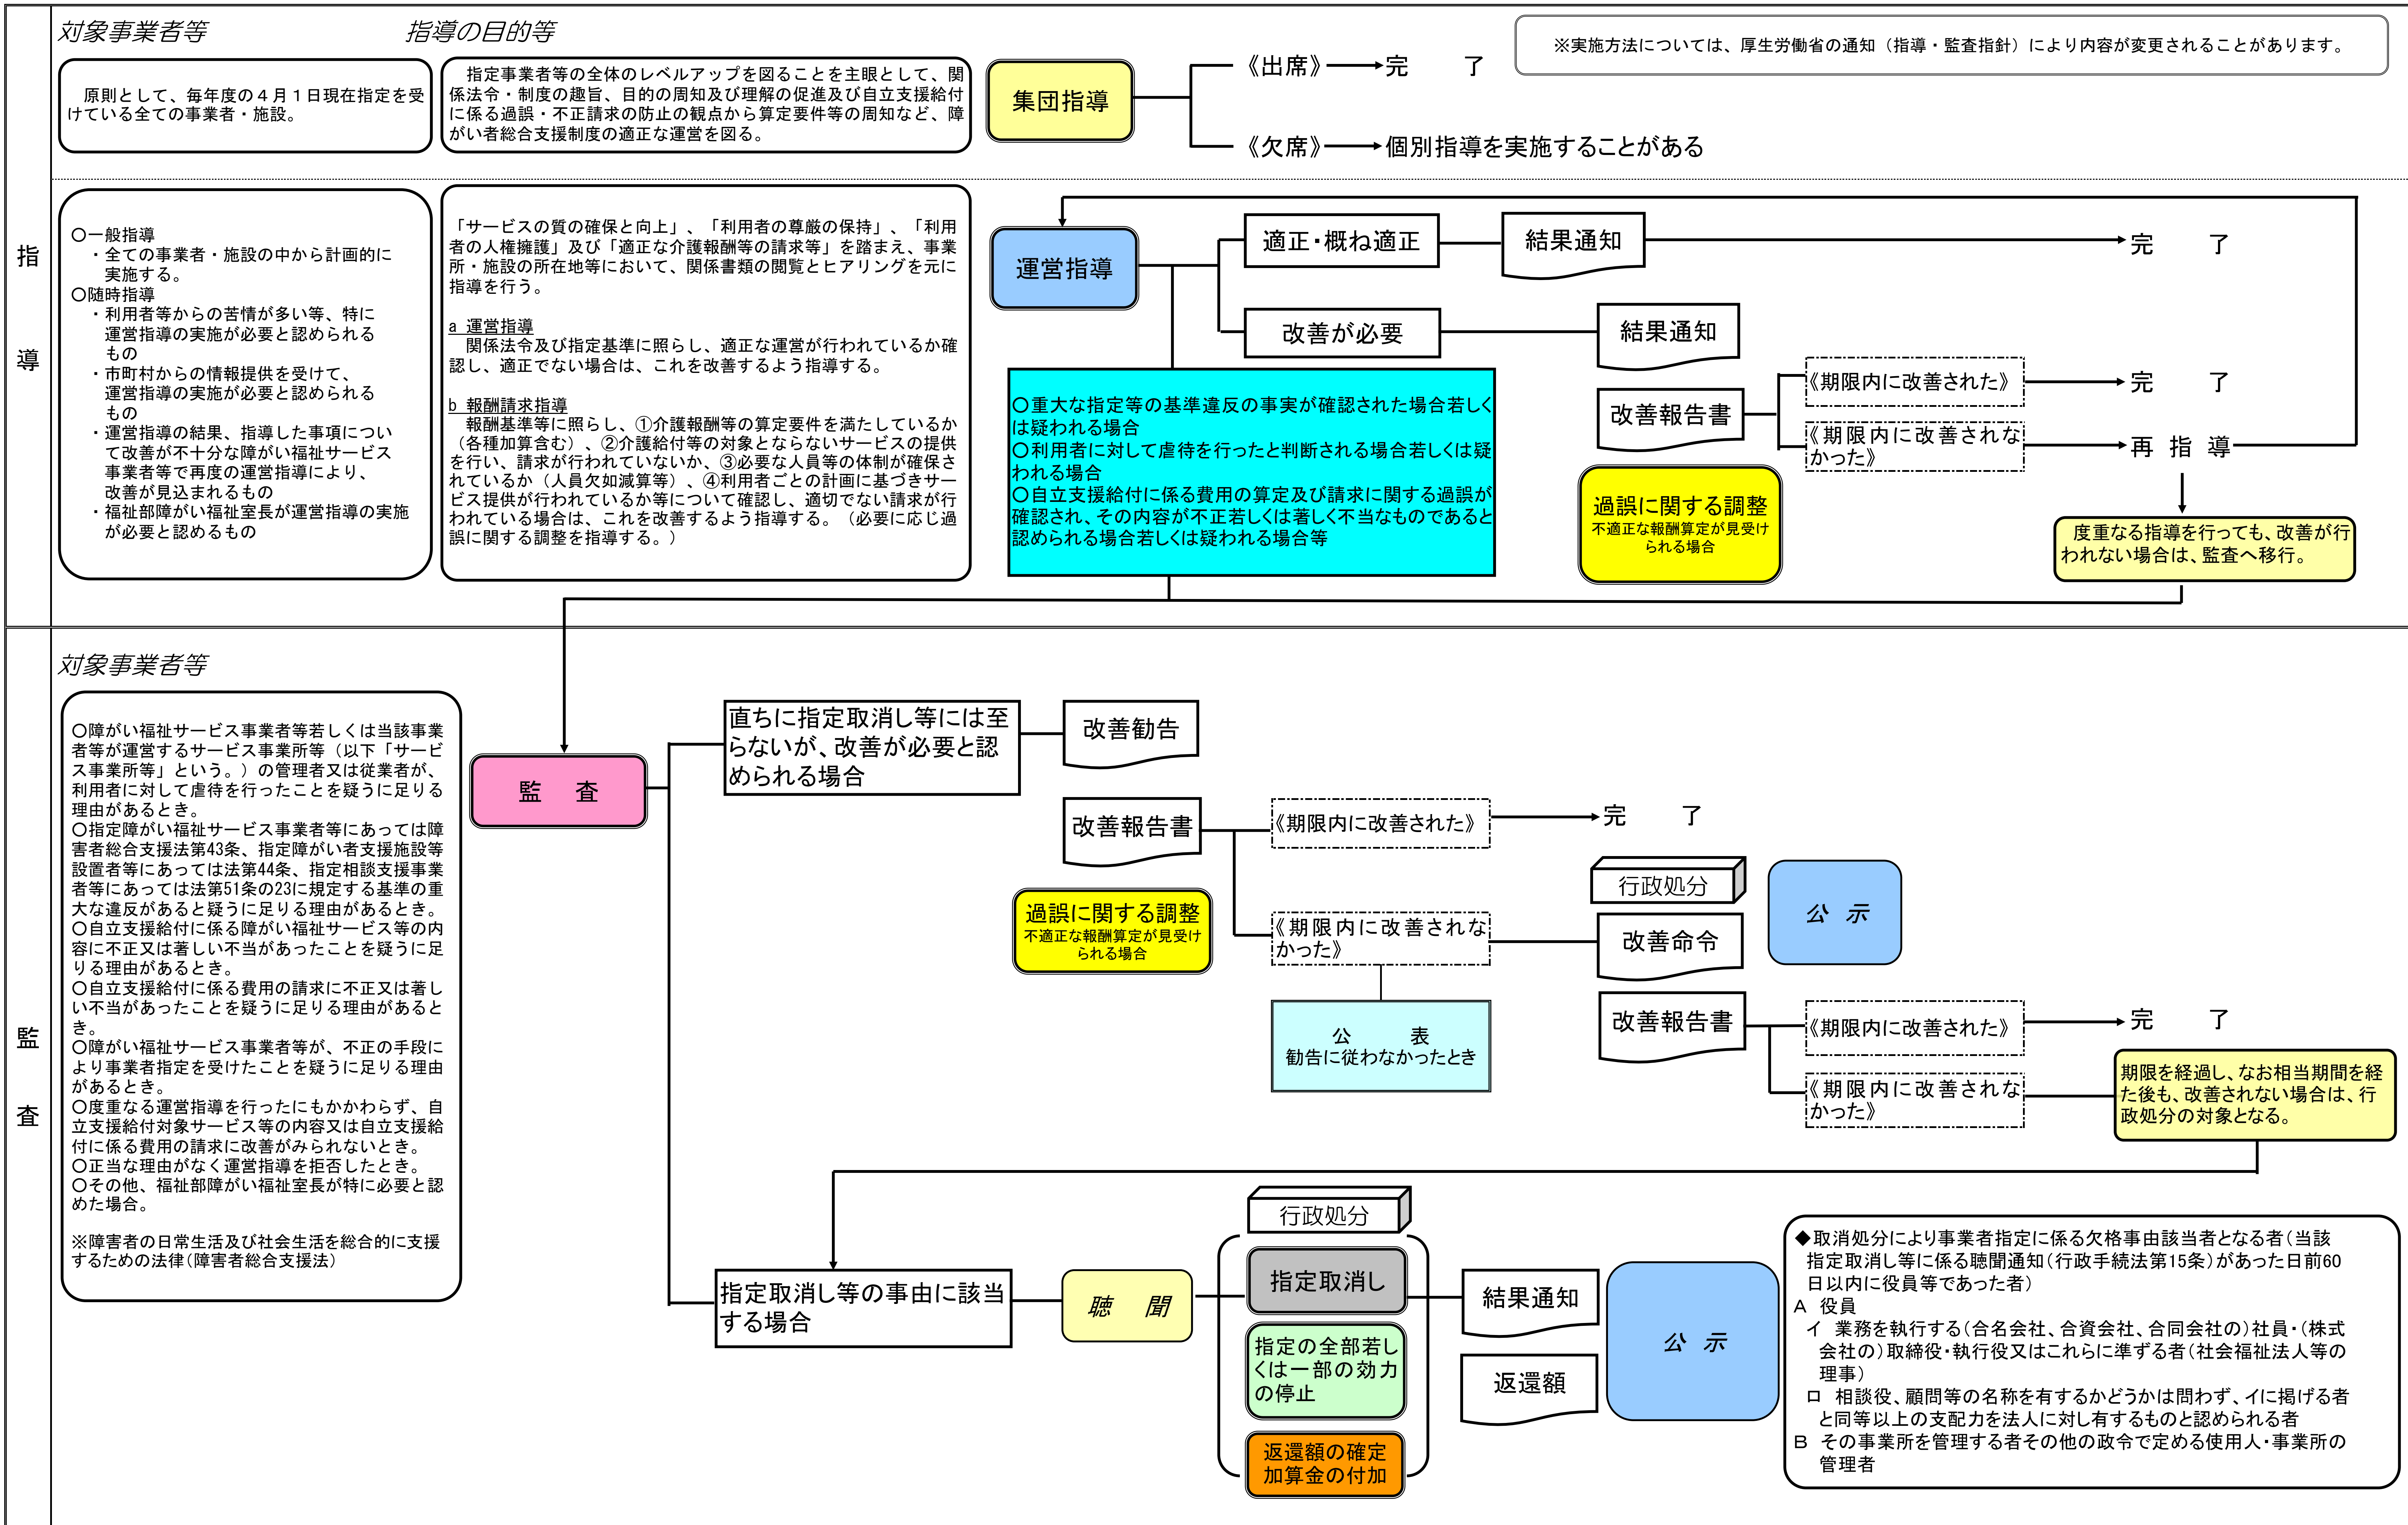 対象事業者等
指導の目的等
※実施方法については、厚生労働省の通知（指導・監査指針）により内容が変更されることがあります。
指
導
原則として、毎年度の４月１日現在指定を受
けている全ての事業者・施設。
指定事業者等の全体のレベルアップを図ることを主眼として、関
係法令・制度の趣旨、目的の周知及び理解の促進及び自立支援給付
に係る過誤・不正請求の防止の観点から算定要件等の周知など、障
がい者総合支援制度の適正な運営を図る。
集団指導
《出席》
完　了
《欠席》
個別指導を実施することがある
〇一般指導
・全ての事業者・施設の中から計画的に
実施する。
〇随時指導
・利用者等からの苦情が多い等、特に
運営指導の実施が必要と認められる
もの
・市町村からの情報提供を受けて、
運営指導の実施が必要と認められる
もの
・運営指導の結果、指導した事項につい
て改善が不十分な障がい福祉サービス
事業者等で再度の運営指導により、
改善が見込まれるもの
・福祉部障がい福祉室長が運営指導の実施
が必要と認めるもの
「サービスの質の確保と向上」、「利用者の尊厳の保持」、「利用
者の人権擁護」及び「適正な介護報酬等の請求等」を踏まえ、事業
所・施設の所在地等において、関係書類の閲覧とヒアリングを元に
指導を行う。
a 運営指導
関係法令及び指定基準に照らし、適正な運営が行われているか確
認し、適正でない場合は、これを改善するよう指導する。
b 報酬請求指導
報酬基準等に照らし、①介護報酬等の算定要件を満たしているか
（各種加算含む）、②介護給付等の対象とならないサービスの提供
を行い、請求が行われていないか、③必要な人員等の体制が確保さ
れているか（人員欠如減算等）、④利用者ごとの計画に基づきサー
ビス提供が行われているか等について確認し、適切でない請求が行
われている場合は、これを改善するよう指導する。（必要に応じ過
誤に関する調整を指導する。）
運営指導
適正・概ね適正
結果通知
完　了
改善が必要
結果通知
改善報告書
《期限内に改善された》
完　了
《期限内に改善されな
かった》
再 指 導
〇重大な指定等の基準違反の事実が確認された場合若しく
は疑われる場合
〇利用者に対して虐待を行ったと判断される場合若しくは疑
われる場合
〇自立支援給付に係る費用の算定及び請求に関する過誤が
確認され、その内容が不正若しくは著しく不当なものであると
認められる場合若しくは疑われる場合等
過誤に関する調整
不適正な報酬算定が見受け
られる場合
度重なる指導を行っても、改善が行
われない場合は、監査へ移行。
監
査
対象事業者等
〇障がい福祉サービス事業者等若しくは当該事業
者等が運営するサービス事業所等（以下「サービ
ス事業所等」という。）の管理者又は従業者が、
利用者に対して虐待を行ったことを疑うに足りる
理由があるとき。
〇指定障がい福祉サービス事業者等にあっては障
害者総合支援法第43条、指定障がい者支援施設等
設置者等にあっては法第44条、指定相談支援事業
者等にあっては法第51条の23に規定する基準の重
大な違反があると疑うに足りる理由があるとき。
〇自立支援給付に係る障がい福祉サービス等の内
容に不正又は著しい不当があったことを疑うに足
りる理由があるとき。
〇自立支援給付に係る費用の請求に不正又は著し
い不当があったことを疑うに足りる理由があると
き。
〇障がい福祉サービス事業者等が、不正の手段に
より事業者指定を受けたことを疑うに足りる理由
があるとき。
〇度重なる運営指導を行ったにもかかわらず、自
立支援給付対象サービス等の内容又は自立支援給
付に係る費用の請求に改善がみられないとき。
〇正当な理由がなく運営指導を拒否したとき。
〇その他、福祉部障がい福祉室長が特に必要と認
めた場合。
※障害者の日常生活及び社会生活を総合的に支援
するための法律（障害者総合支援法）
監　査
直ちに指定取消し等には至
らないが、改善が必要と認
められる場合
改善勧告
改善報告書
《期限内に改善された》
完　了
過誤に関する調整
不適正な報酬算定が見受け
られる場合
《期限内に改善されな
かった》
行政処分
改善命令
公 示
公　表
勧告に従わなかったとき
改善報告書
《期限内に改善された》
完　了
《期限内に改善されな
かった》
期限を経過し、なお相当期間を経
た後も、改善されない場合は、行
政処分の対象となる。
指定取消し等の事由に該当
する場合
聴　聞
行政処分
指定取消し
指定の全部若し
くは一部の効力
の停止
返還額の確定
加算金の付加
結果通知
返還額
公 示
◆取消処分により事業者指定に係る欠格事由該当者となる者（当該
指定取消し等に係る聴聞通知（行政手続法第15条）があった日前60
日以内に役員等であった者）
Ａ　役員
イ　業務を執行する（合名会社、合資会社、合同会社の）社員・（株式
会社の）取締役・執行役又はこれらに準ずる者（社会福祉法人等の
理事）
ロ　相談役、顧問等の名称を有するかどうかは問わず、イに掲げる者
と同等以上の支配力を法人に対し有するものと認められる者
Ｂ　その事業所を管理する者その他の政令で定める使用人・事業所の
管理者